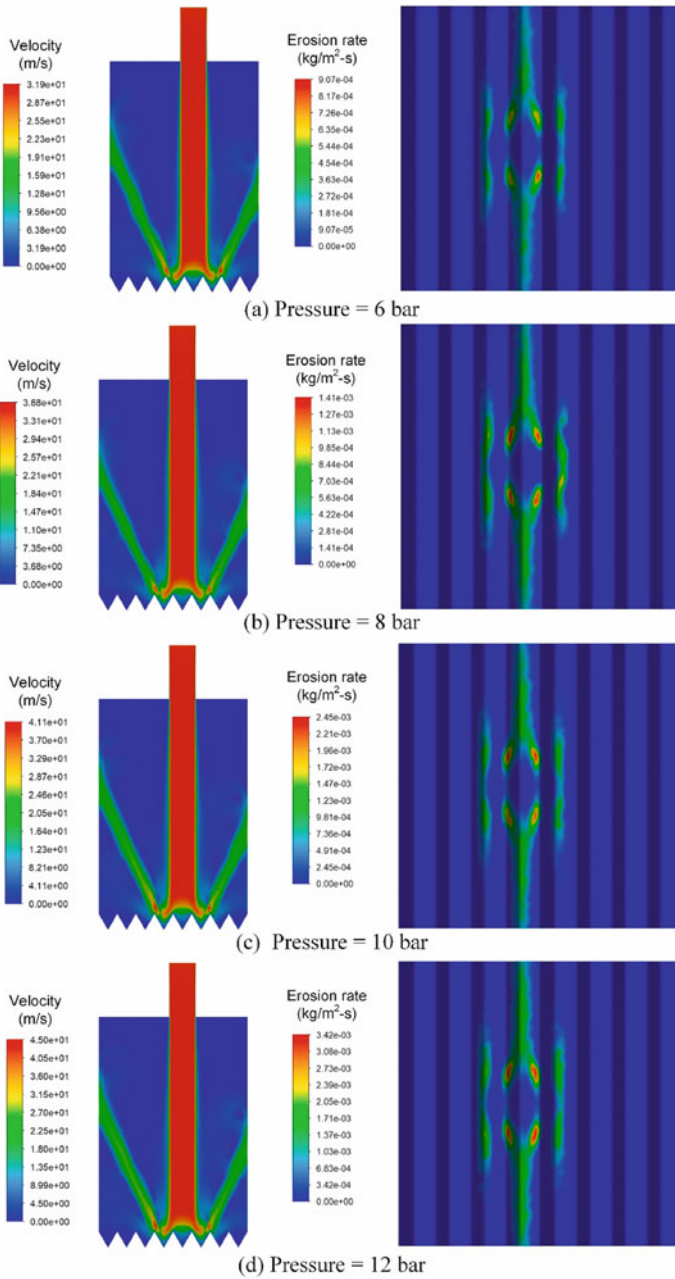 Velocity
(m/s)
3.19e+01
2.87e+01
2.55e+01
2.23e+01
1.91e+01
1.59e+01
1.28e+01
9.56e+00
6.38e+00
3.19e+00
0.00e+00
Erosion rate
(kg/m²-s)
9.07e-04
8.17e-04
7.26e-04
6.35e-04
5.44e-04
4.54e-04
3.63e-04
2.72e-04
1.81e-04
9.07e-05
0.00e+00
(a) Pressure = 6 bar
Velocity
(m/s)
3.68e+01
3.31e+01
2.94e+01
2.57e+01
2.21e+01
1.84e+01
1.47e+01
1.10e+01
7.35e+00
3.68e+00
0.00e+00
Erosion rate
(kg/m²-s)
1.41e-03
1.27e-03
1.13e-03
9.85e-04
8.44e-04
7.03e-04
5.63e-04
4.22e-04
2.81e-04
1.41e-04
0.00e+00
(b) Pressure = 8 bar
Velocity
(m/s)
4.11e+01
3.70e+01
3.29e+01
2.87e+01
2.46e+01
2.05e+01
1.64e+01
1.23e+01
8.21e+00
4.11e+00
0.00e+00
Erosion rate
(kg/m²-s)
2.45e-03
2.21e-03
1.96e-03
1.72e-03
1.47e-03
1.23e-03
9.81e-04
7.36e-04
4.91e-04
2.45e-04
0.00e+00
(c) Pressure = 10 bar
Velocity
(m/s)
4.50e+01
4.05e+01
3.60e+01
3.15e+01
2.70e+01
2.25e+01
1.80e+01
1.35e+01
8.99e+00
4.50e+00
0.00e+00
Erosion rate
(kg/m²-s)
3.42e-03
3.08e-03
2.73e-03
2.39e-03
2.05e-03
1.71e-03
1.37e-03
1.03e-03
6.83e-04
3.42e-04
0.00e+00
(d) Pressure = 12 bar